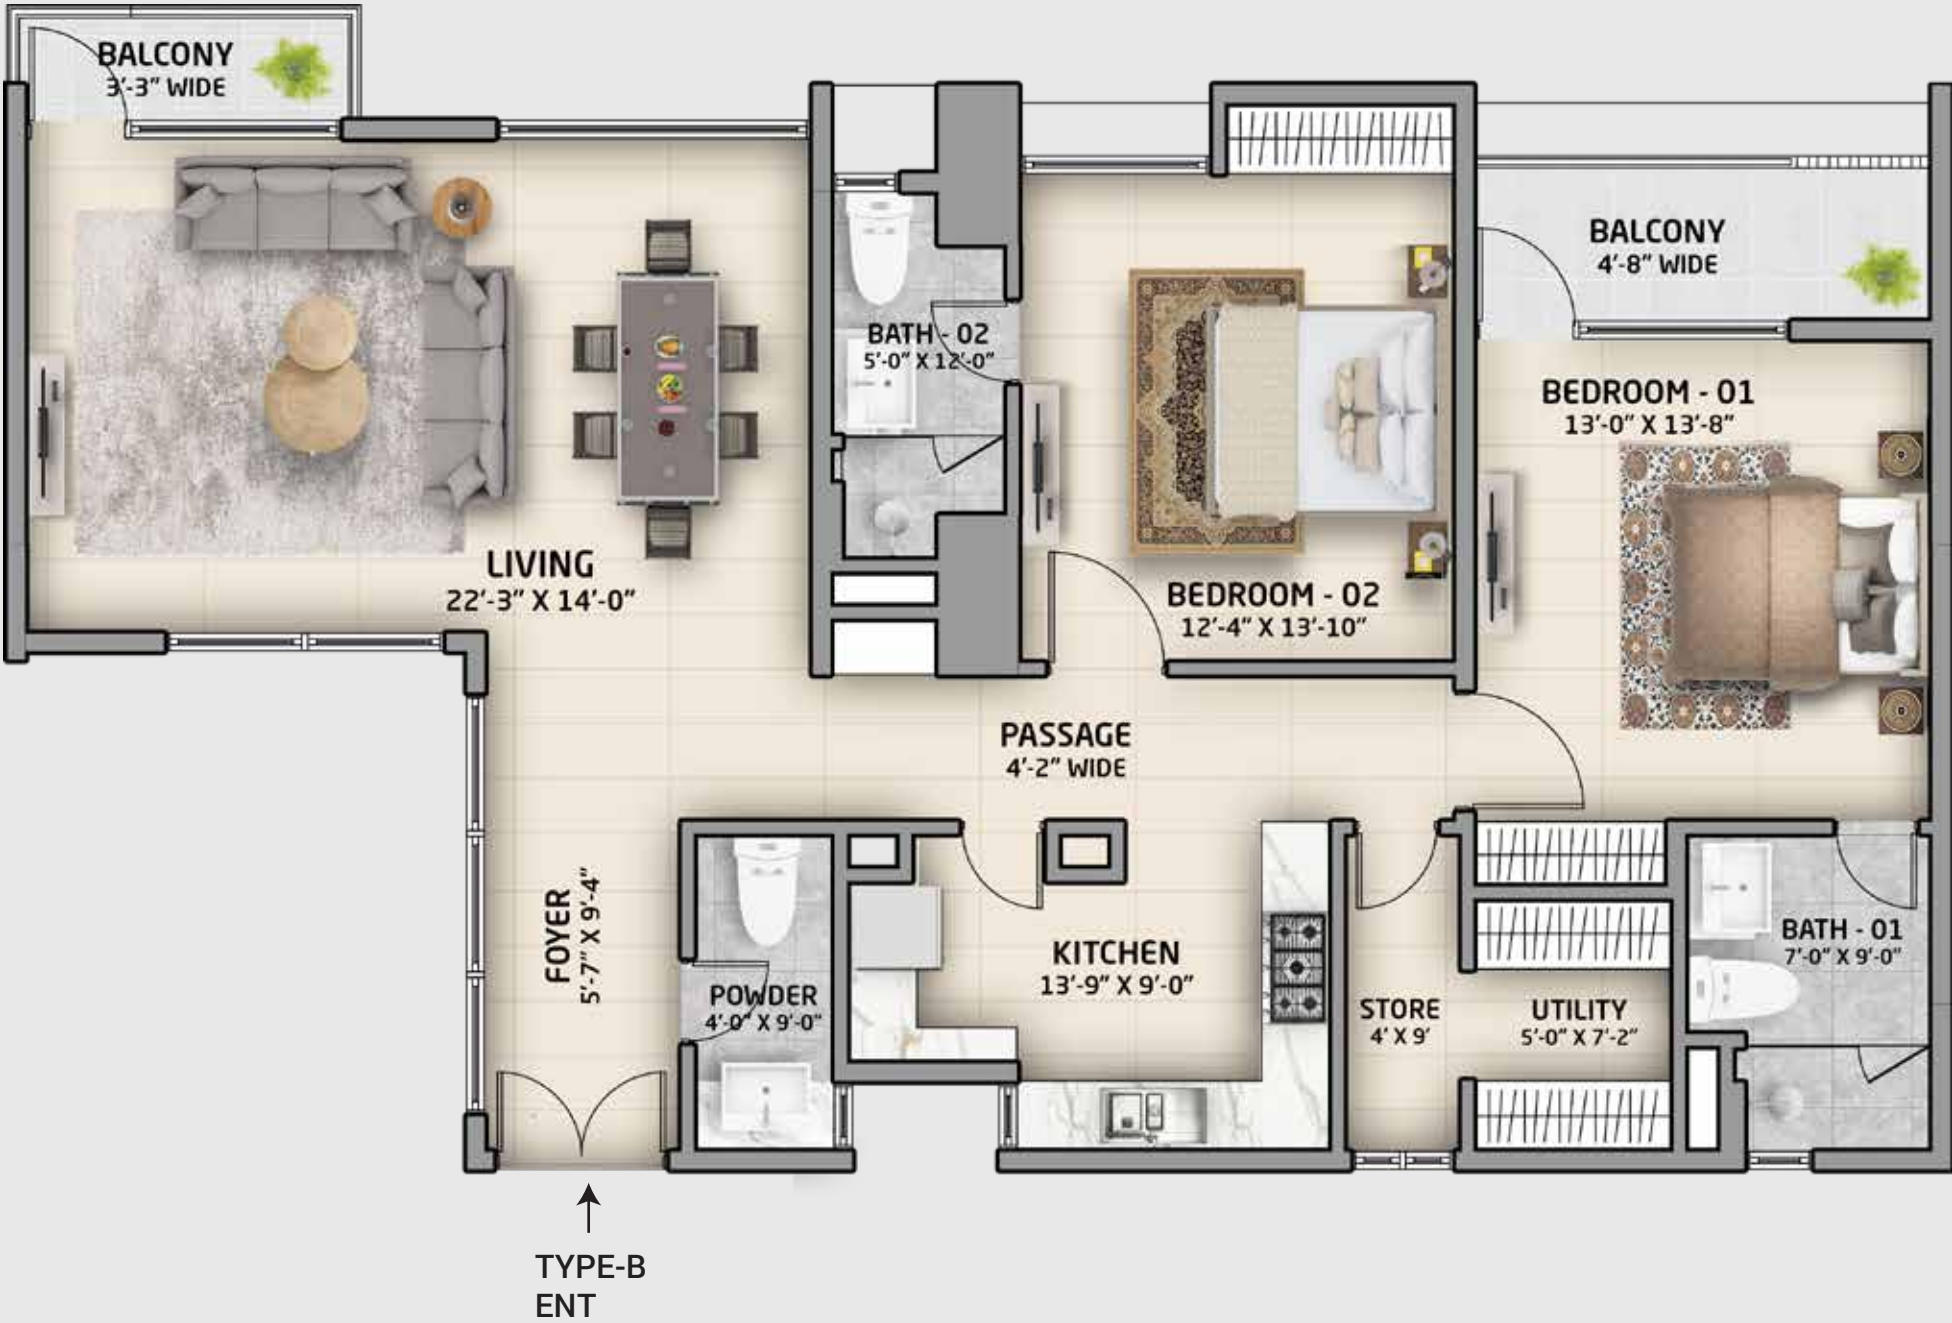 BALCONY
3'-3" WIDE
BALCONY
4'-8" WIDE
BATH - 02
5'-0" X 12'-0"
BEDROOM - 01
13'-0" X 13'-8"
LIVING
22'-3" X 14'-0"
BEDROOM - 02
12'-4" X 13'-10"
PASSAGE
4'-2" WIDE
FOYER
5'-7" X 9'-4"
POWDER
4'-0" X 9'-0"
KITCHEN
13'-9" X 9'-0"
STORE
4' X 9'
UTILITY
5'-0" X 7'-2"
BATH - 01
7'-0" X 9'-0"
TYPE-B
ENT